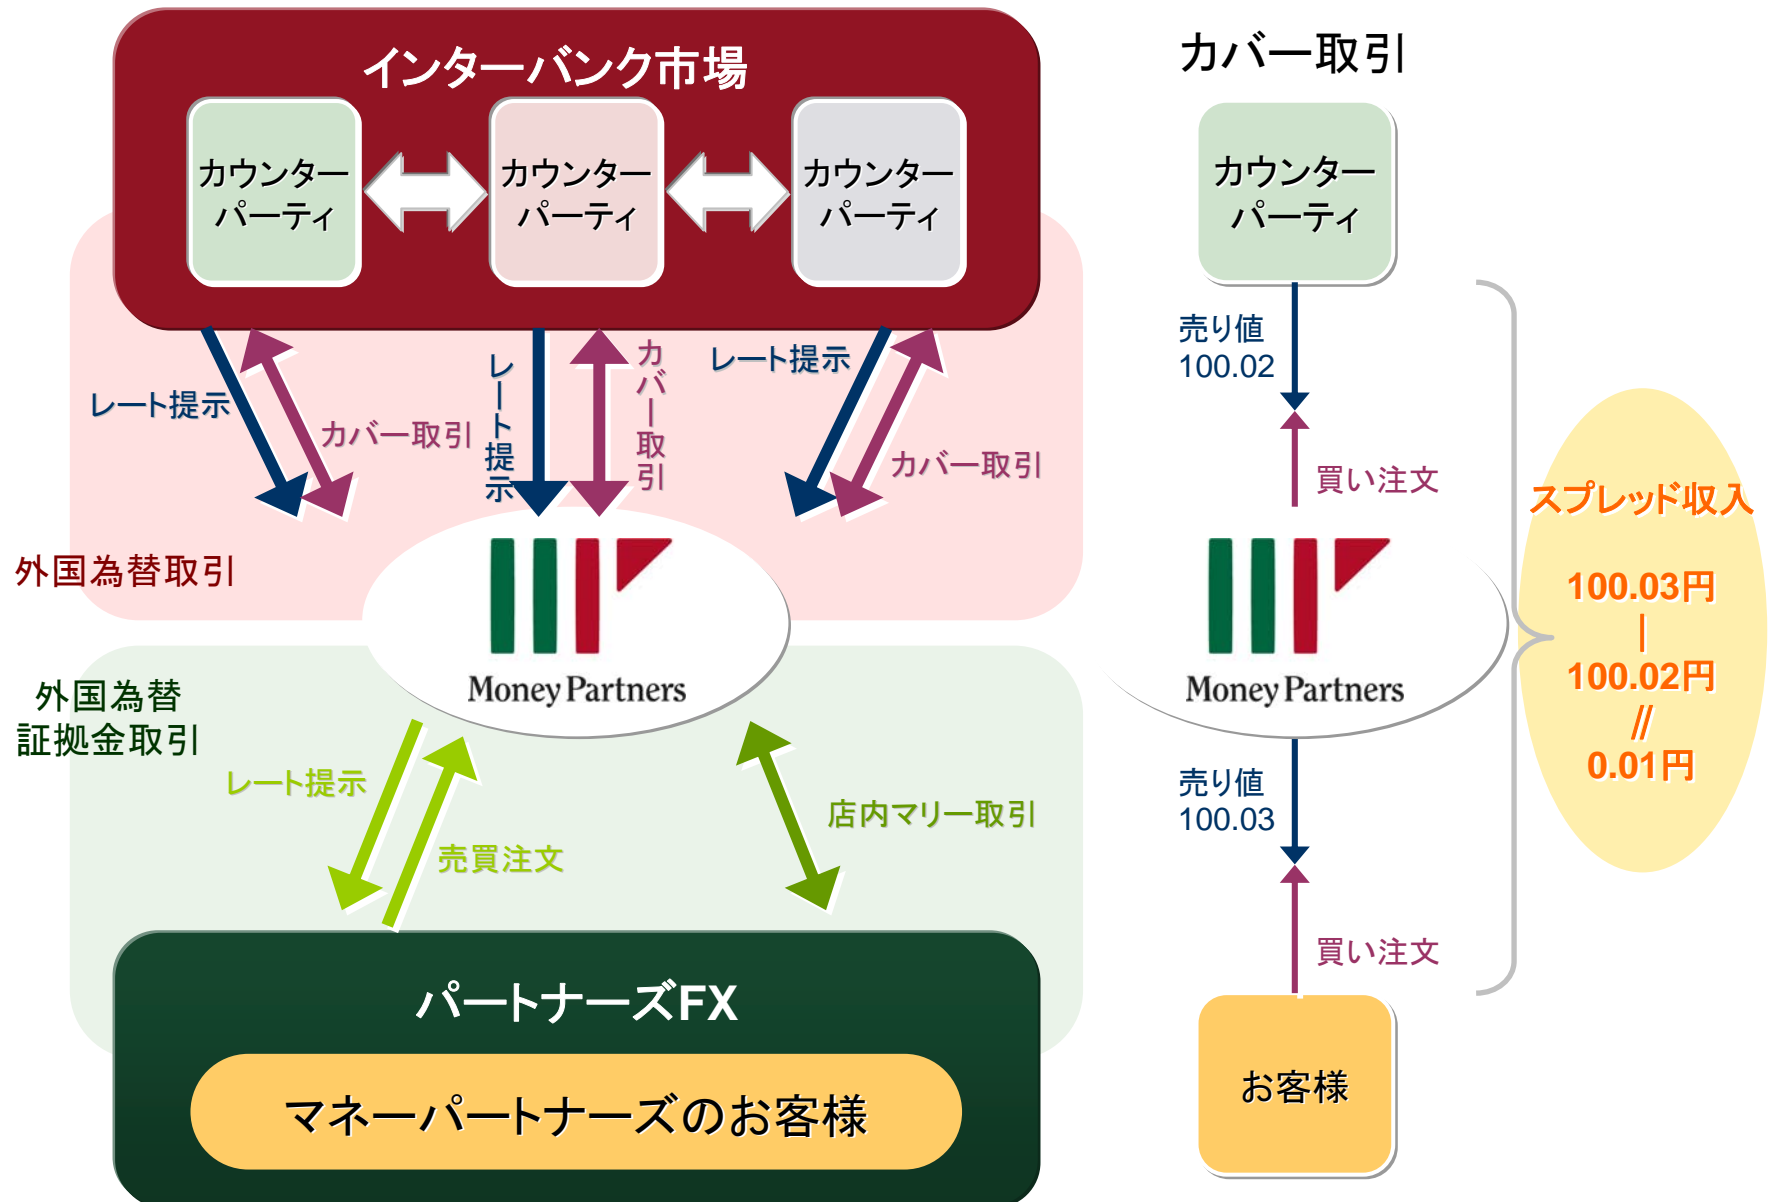 インターバンク市場
カウンター
パーティ
カウンター
パーティ
カウンター
パーティ
レート提示
カバー取引
レート提示
カバー取引
レート提示
カバー取引
外国為替取引
Money Partners
外国為替
証拠金取引
レート提示
売買注文
店内マリー取引
パートナーズFX
マネーパートナーズのお客様
カバー取引
カウンター
パーティ
売り値
100.02
買い注文
Money Partners
売り値
100.03
買い注文
お客様
スプレッド収入
100.03円
|
100.02円
//
0.01円